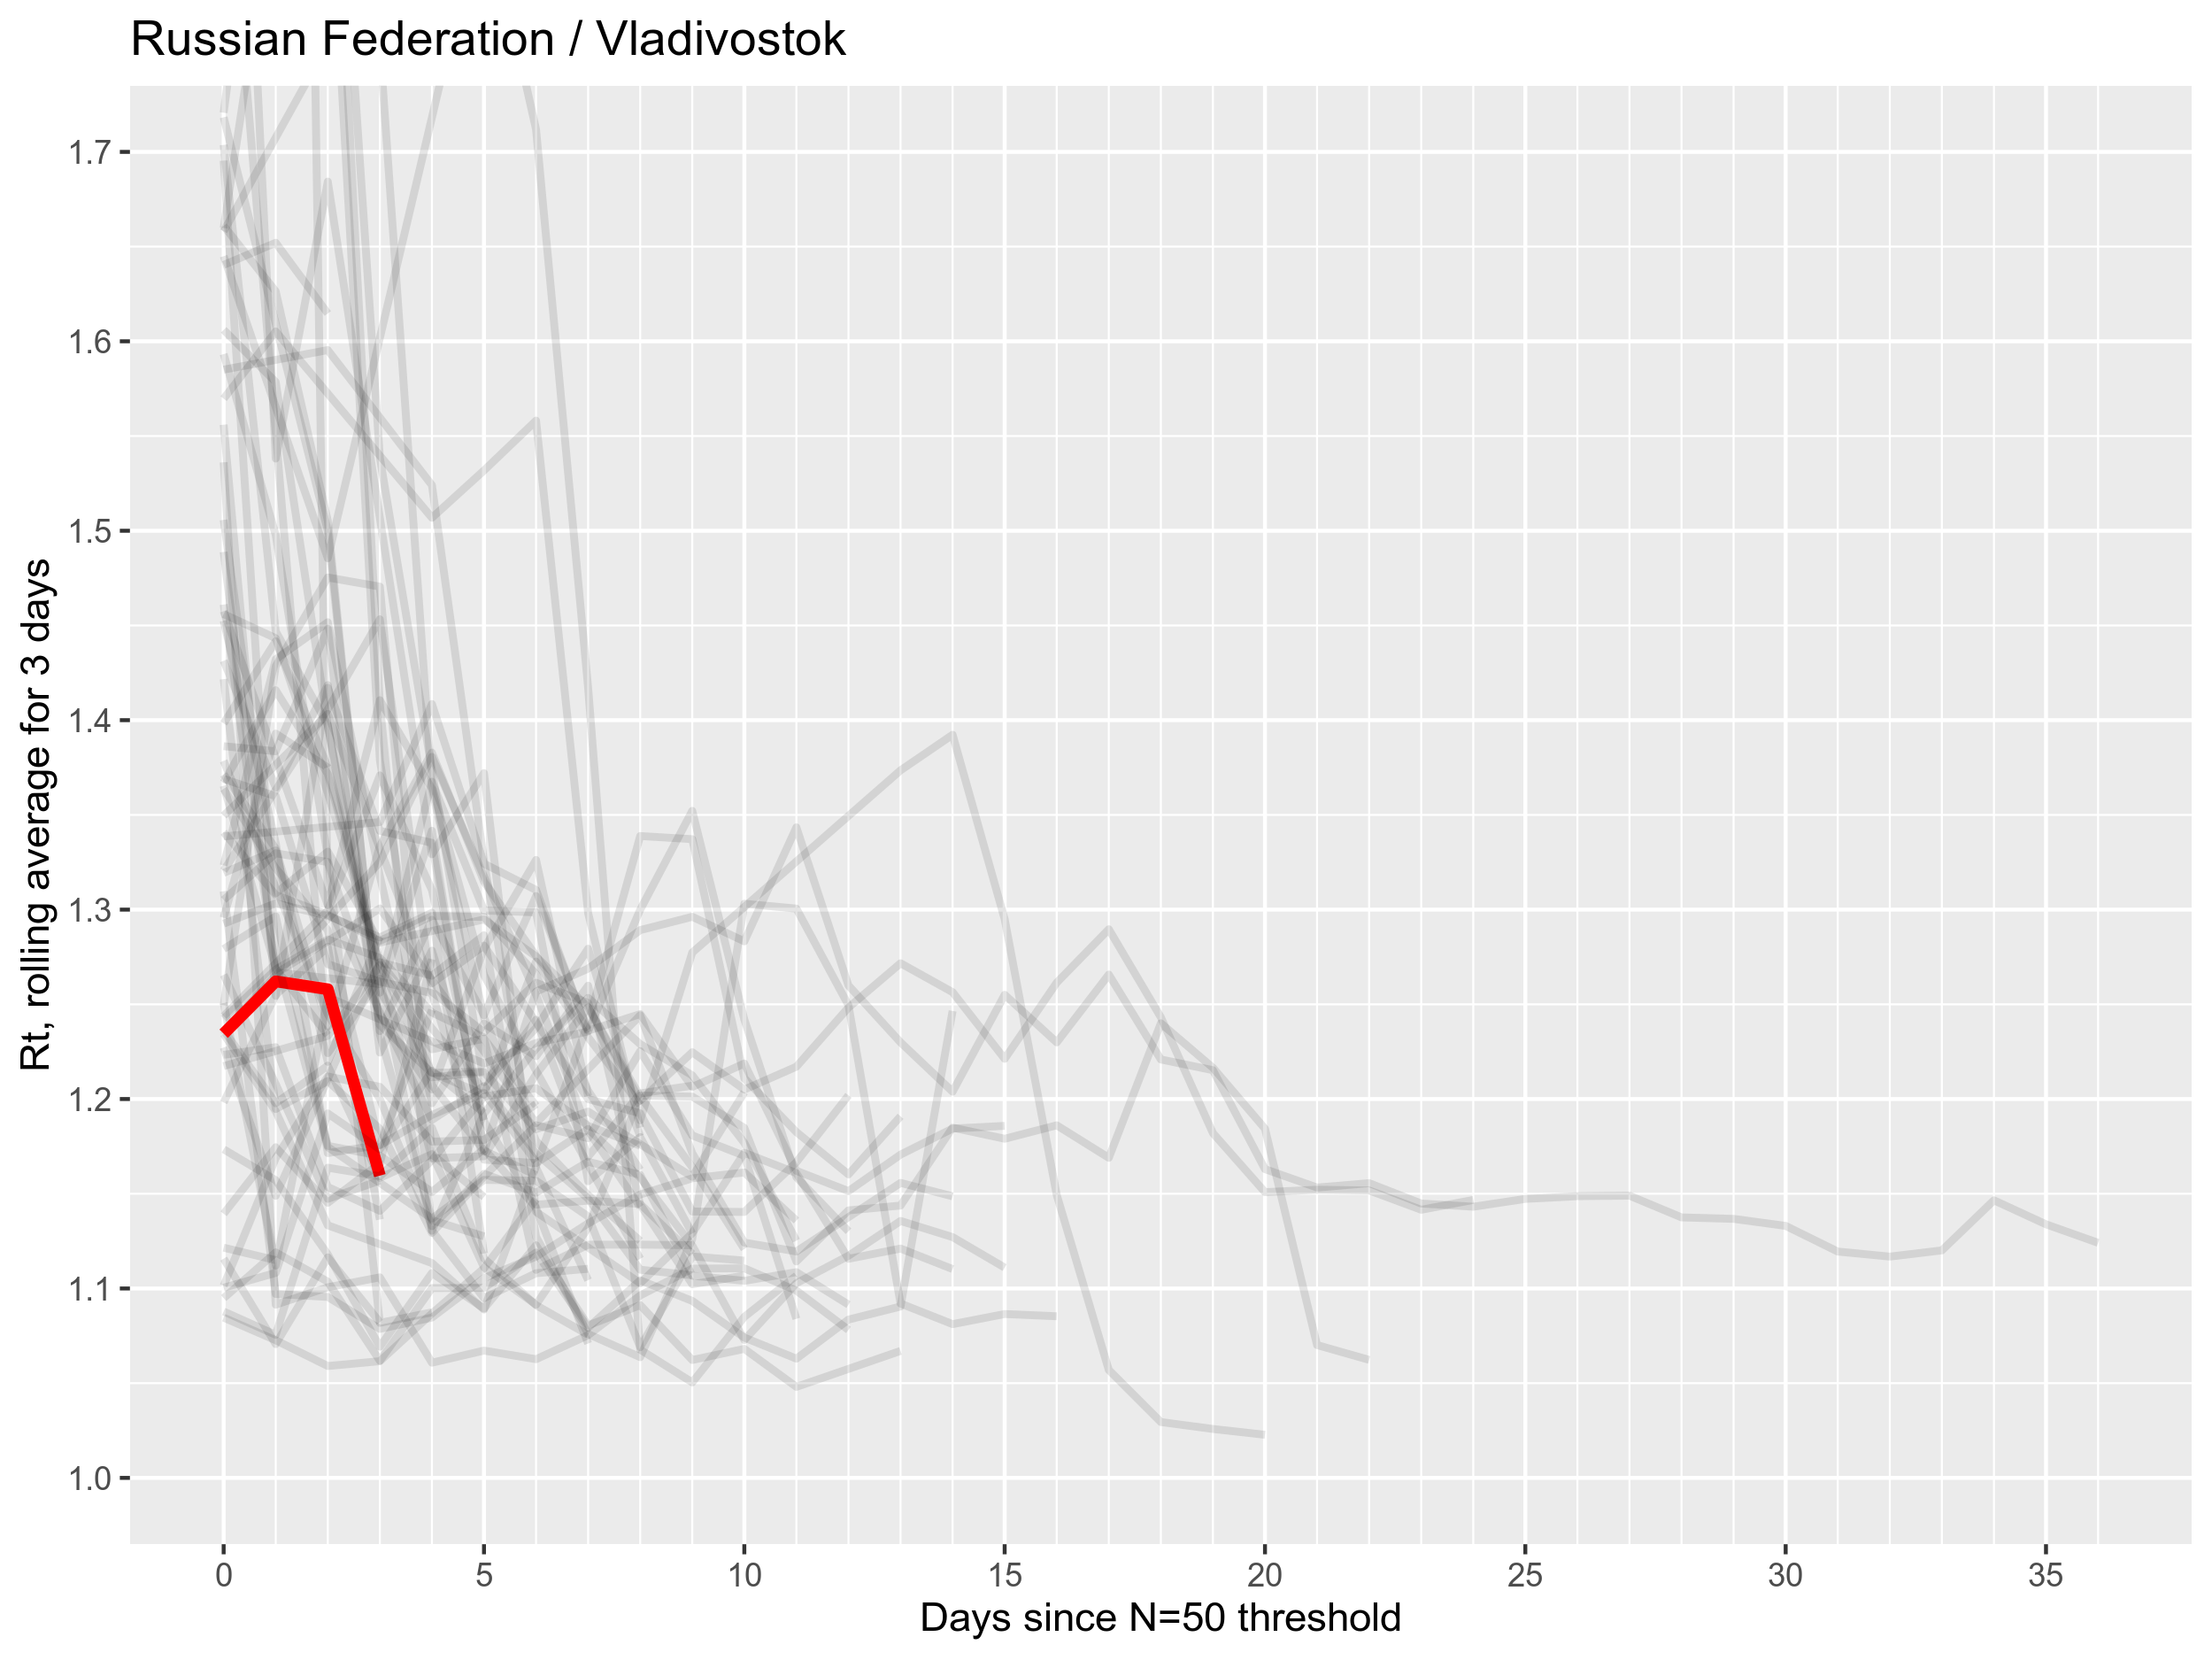 Russian Federation / Vladivostok
Rt, rolling average for 3 days
1.7
1.6
1.5
1.4
1.3
1.2
1.1
1.0
0 5 10 15 20 25 30 35
Days since N=50 threshold